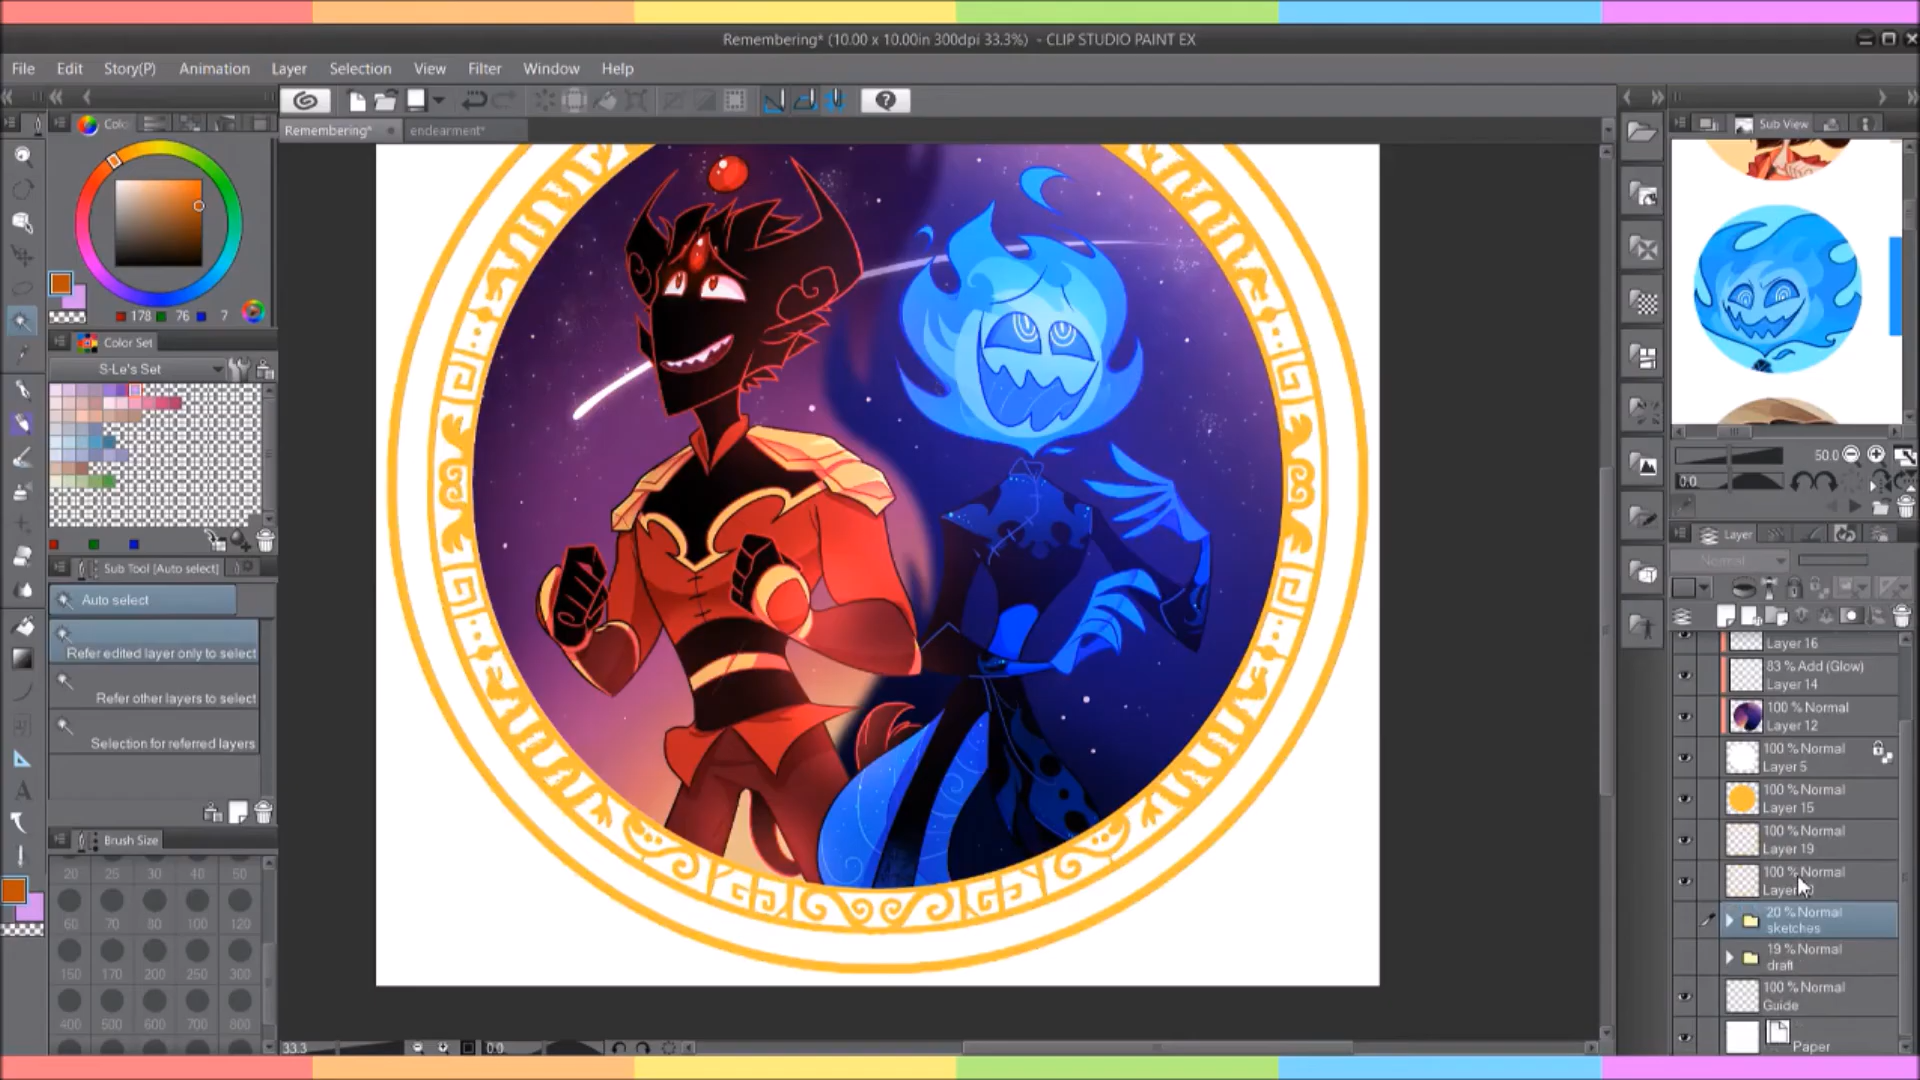 Remembering* (10.00 x 10.00in 300dpi 33.3%) - CLIP STUDIO PAINT EX
File Edit Story(P) Animation Layer Selection View Filter Window Help
Remembering* endearment*
Sub View
178 76 7
Color Set
S-Le's Set
Sub Tool [Auto select]
Auto select
Refer edited layer only to select
Refer other layers to select
Selection for referred layers
Brush Size
20 25 30 40 50
60 70 80 100 120
150 170 200 250 300
400 500 600 700 800
33.3 0.0
50.0
0.0
Layer
Normal
Layer 16
83 % Add (Glow)
Layer 14
100 % Normal
Layer 12
100 % Normal
Layer 5
100 % Normal
Layer 15
100 % Normal
Layer 19
100 % Normal
20 % Normal
sketches
19 % Normal
draft
100 % Normal
Guide
Paper